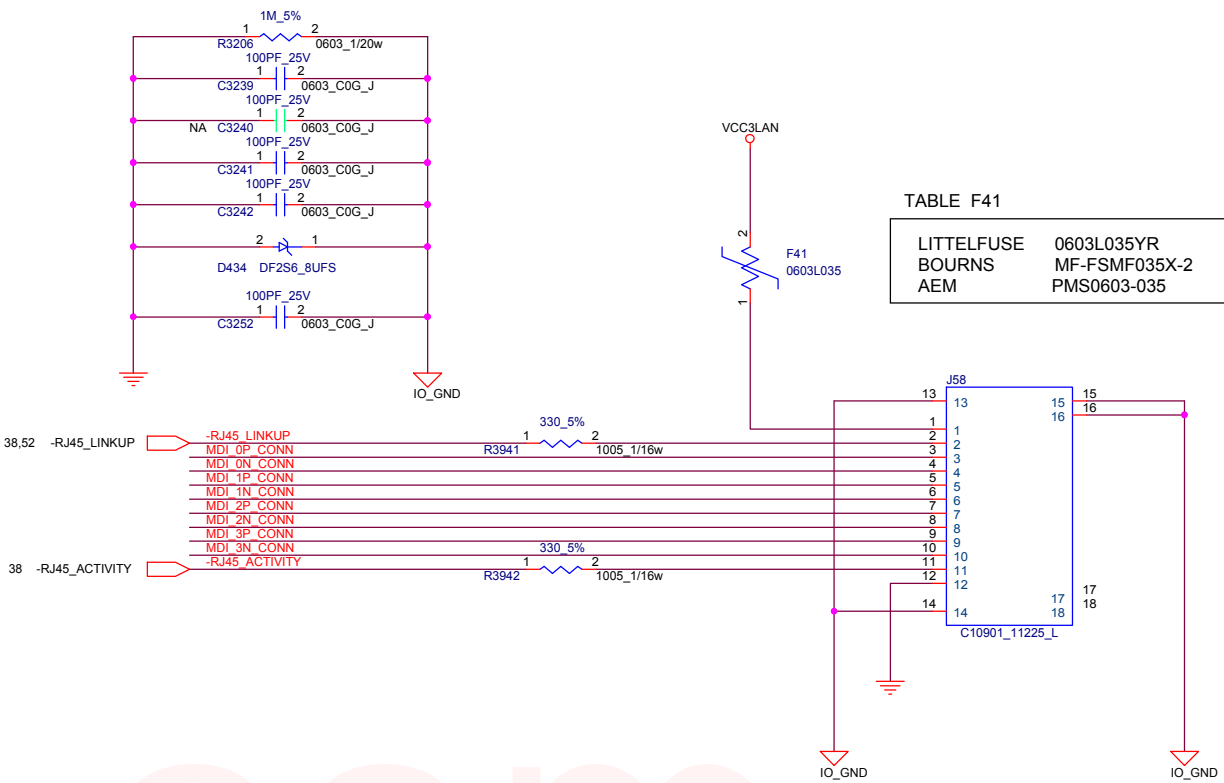 1M_5%
1 2
R3206 0603_1/20w
100PF_25V
1 2
C3239 0603_C0G_J
100PF_25V
1 2
NA C3240 0603_C0G_J
100PF_25V
1 2
C3241 0603_C0G_J
100PF_25V
1 2
C3242 0603_C0G_J
2 1
D434 DF2S6_8UFS
100PF_25V
1 2
C3252 0603_C0G_J
IO_GND
VCC3LAN
2
F41
0603L035
1
TABLE F41
LITTELFUSE 0603L035YR
BOURNS MF-FSMF035X-2
AEM PMS0603-035
38,52 -RJ45_LINKUP
-RJ45_LINKUP
MDI_0P_CONN
MDI_0N_CONN
MDI_1P_CONN
MDI_1N_CONN
MDI_2P_CONN
MDI_2N_CONN
MDI_3P_CONN
MDI_3N_CONN
-RJ45_ACTIVITY
38 -RJ45_ACTIVITY
330_5%
1 2
R3941 1005_1/16w
330_5%
1 2
R3942 1005_1/16w
J58
13 13 15 15
16 16
1 1
2 2
3 3
4 4
5 5
6 6
7 7
8 8
9 9
10 10
11 11
12 12
17 17
14 14 18 18
C10901_11225_L
IO_GND
IO_GND